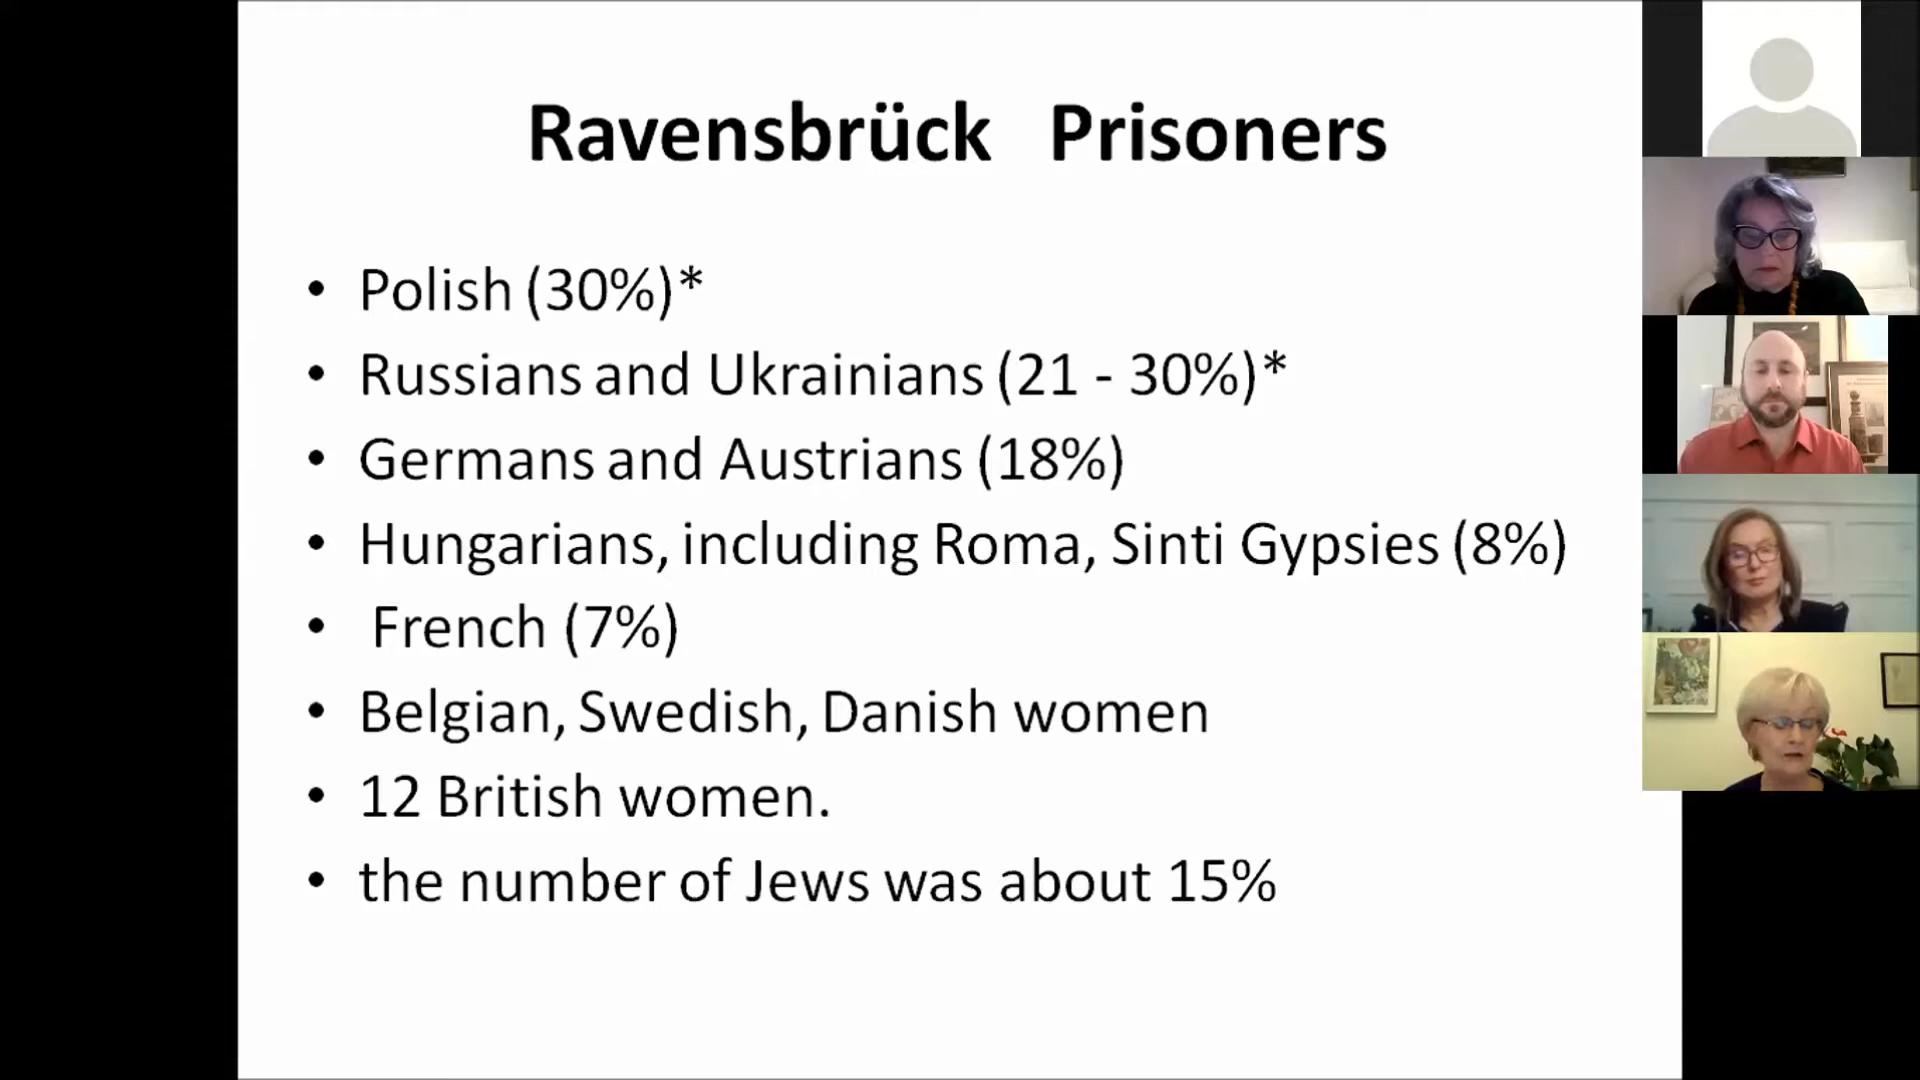 Ravensbrück Prisoners
• Polish (30%)*
• Russians and Ukrainians (21 - 30%)*
• Germans and Austrians (18%)
• Hungarians, including Roma, Sinti Gypsies (8%)
• French (7%)
• Belgian, Swedish, Danish women
• 12 British women.
• the number of Jews was about 15%